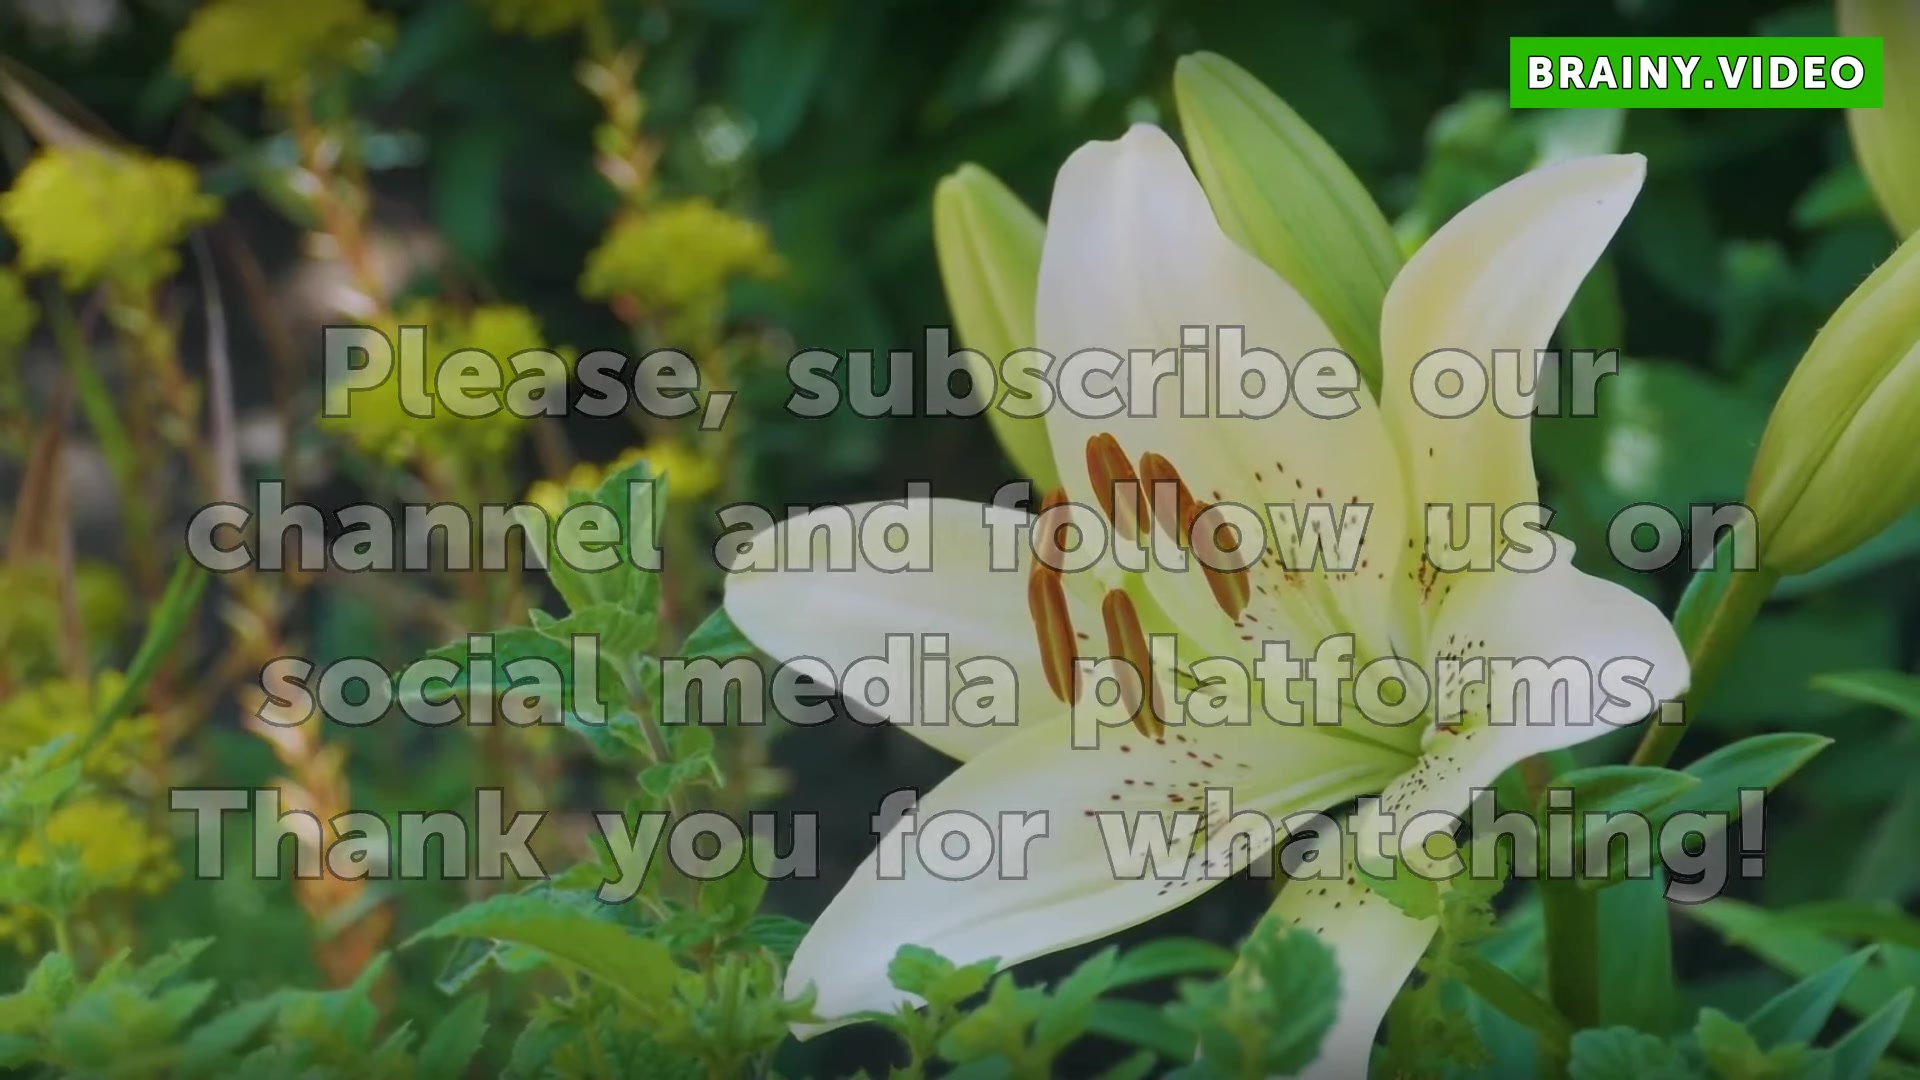 BRAINY.VIDEO
Please, subscribe our
channel and follow us on
social media platforms.
Thank you for whatching!